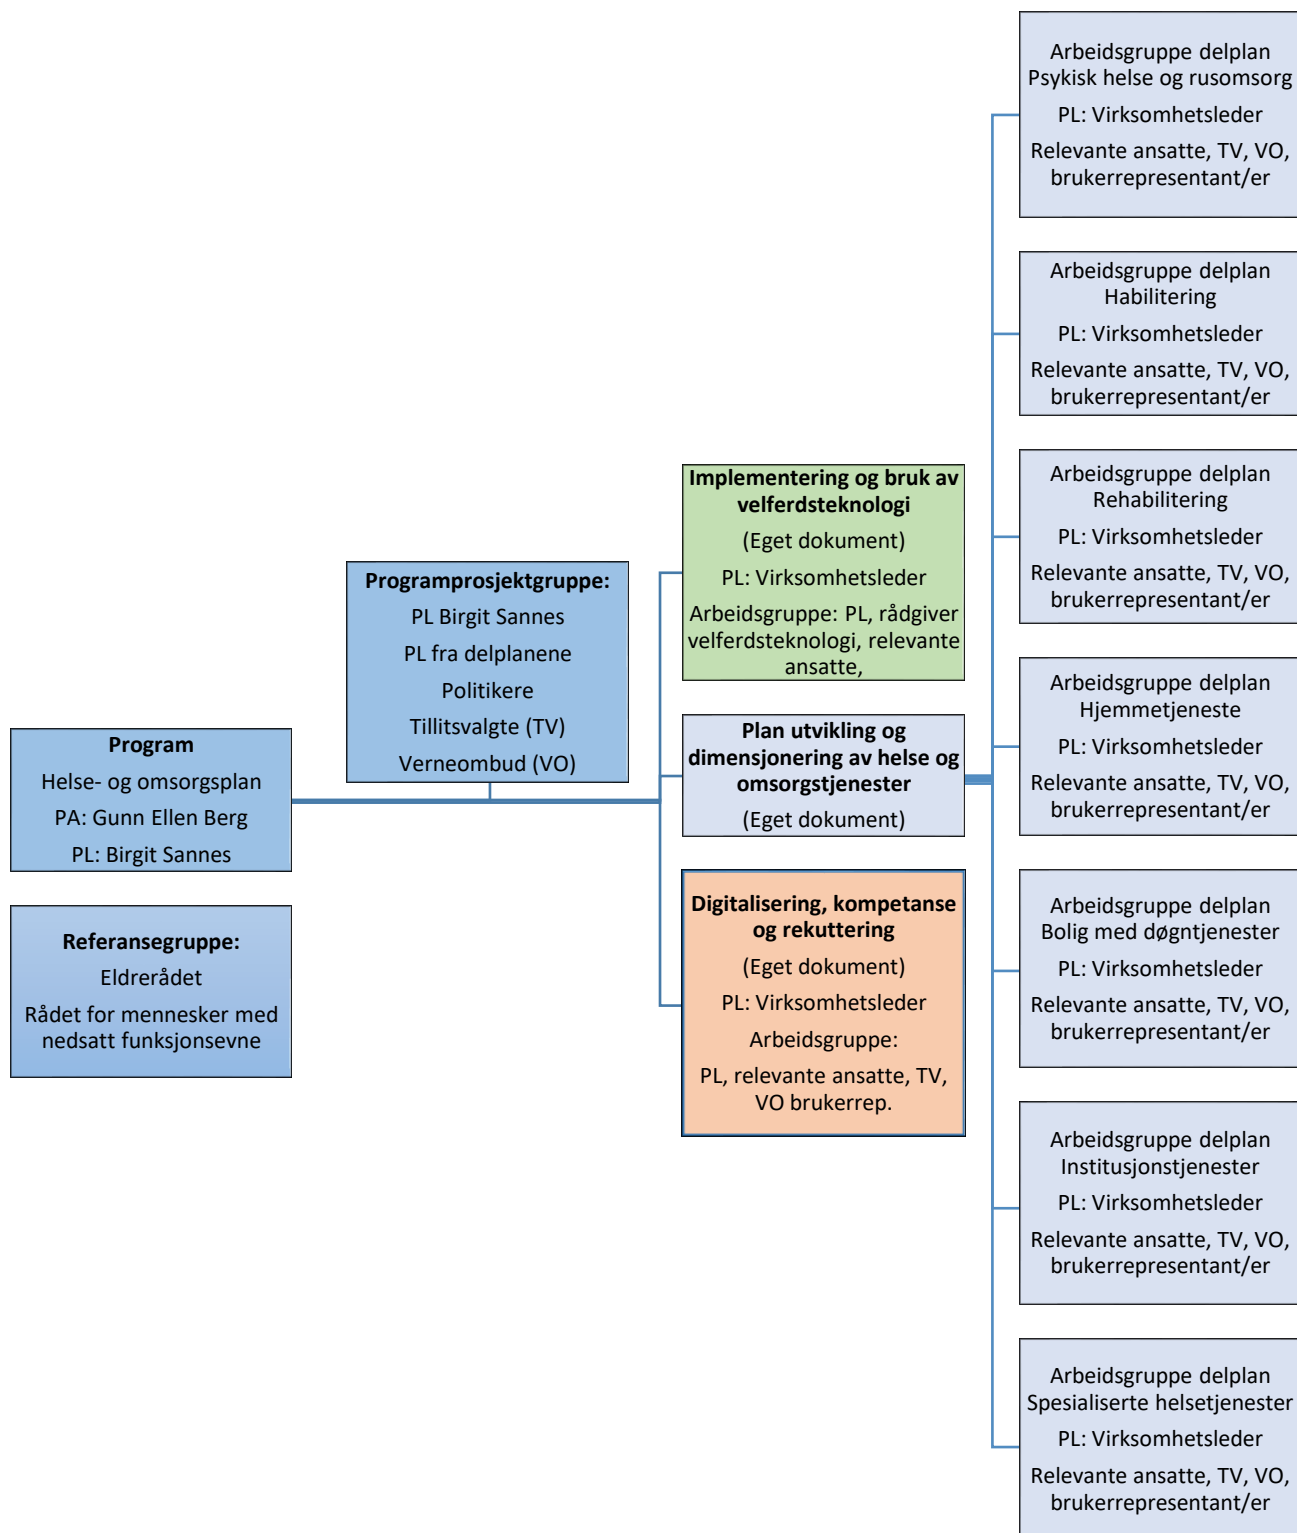 Program
Helse- og omsorgsplan
PA: Gunn Ellen Berg
PL: Birgit Sannes
Referansegruppe:
Eldrerådet
Rådet for mennesker med
nedsatt funksjonsevne
Programprosjektgruppe:
PL Birgit Sannes
PL fra delplanene
Politikere
Tillitsvalgte (TV)
Verneombud (VO)
Implementering og bruk av
velferdsteknologi
(Eget dokument)
PL: Virksomhetsleder
Arbeidsgruppe: PL, rådgiver
velferdsteknologi, relevante
ansatte,
Plan utvikling og
dimensjonering av helse og
omsorgstjenester
(Eget dokument)
Digitalisering, kompetanse
og rekuttering
(Eget dokument)
PL: Virksomhetsleder
Arbeidsgruppe:
PL, relevante ansatte, TV,
VO brukerrep.
Arbeidsgruppe delplan
Psykisk helse og rusomsorg
PL: Virksomhetsleder
Relevante ansatte, TV, VO,
brukerrepresentant/er
Arbeidsgruppe delplan
Habilitering
PL: Virksomhetsleder
Relevante ansatte, TV, VO,
brukerrepresentant/er
Arbeidsgruppe delplan
Rehabilitering
PL: Virksomhetsleder
Relevante ansatte, TV, VO,
brukerrepresentant/er
Arbeidsgruppe delplan
Hjemmetjeneste
PL: Virksomhetsleder
Relevante ansatte, TV, VO,
brukerrepresentant/er
Arbeidsgruppe delplan
Bolig med døgntjenester
PL: Virksomhetsleder
Relevante ansatte, TV, VO,
brukerrepresentant/er
Arbeidsgruppe delplan
Institusjonstjenester
PL: Virksomhetsleder
Relevante ansatte, TV, VO,
brukerrepresentant/er
Arbeidsgruppe delplan
Spesialiserte helsetjenester
PL: Virksomhetsleder
Relevante ansatte, TV, VO,
brukerrepresentant/er